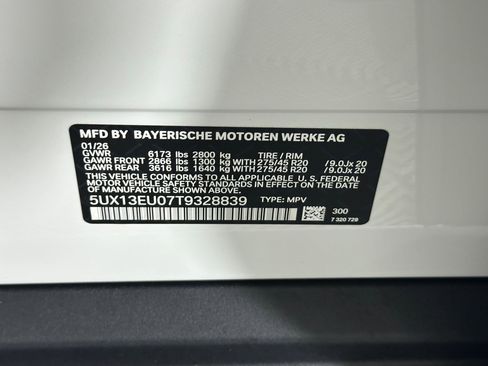 MFD BY BAYERISCHE MOTOREN WERKE AG
01/26
GVWR 6173 lbs 2800 kg TIRE / RIM
GAWR FRONT 2866 lbs 1300 kg WITH 275/45 R20 / 9.0Jx 20
GAWR REAR 3616 lbs 1640 kg WITH 275/45 R20 / 9.0Jx 20
THIS VEHICLE CONFORMS TO ALL APPLICABLE U.S. FEDERAL
MOTOR VEHICLE SAFETY STANDARDS IN EFFECT ON THE DATE OF
MANUFACTURE SHOWN ABOVE.
5UX13EU07T9328839 TYPE: MPV
300
7 320 729